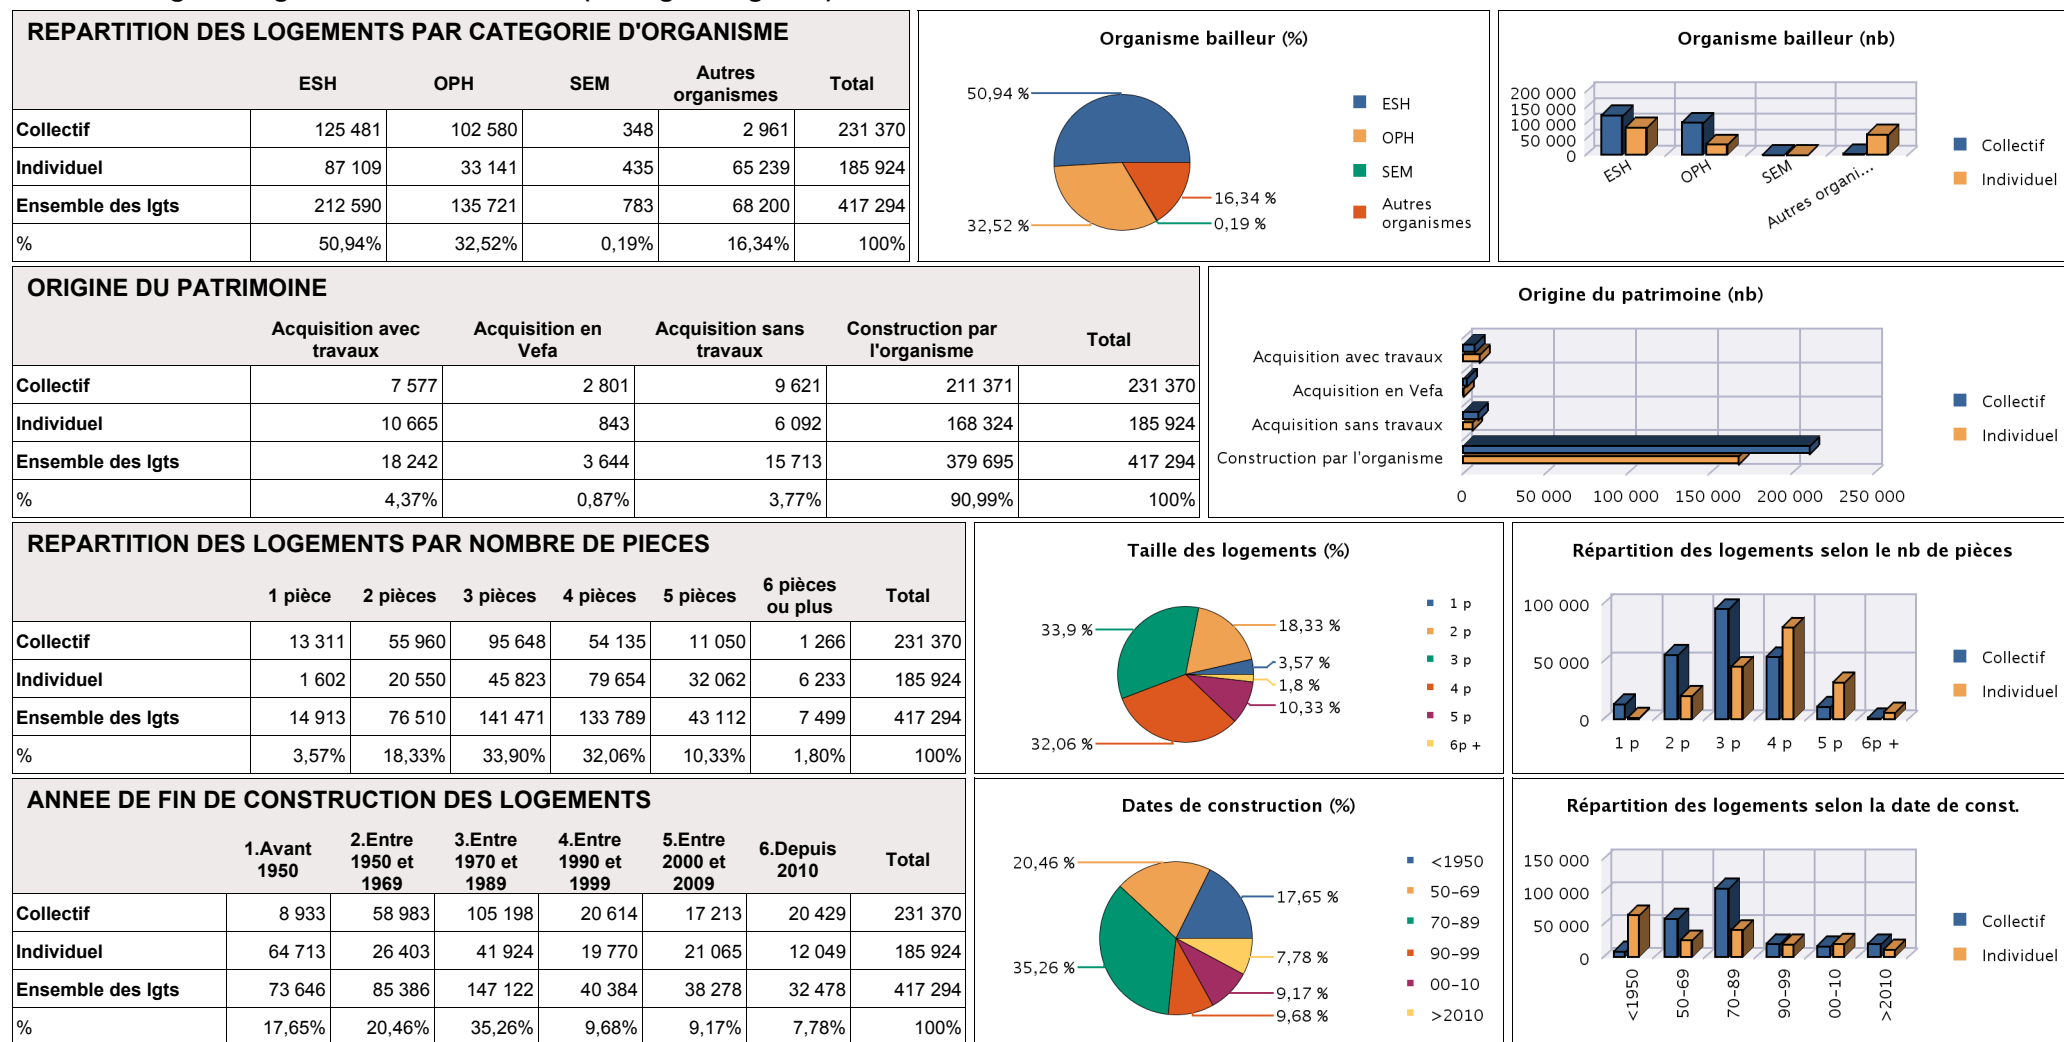 REPARTITION DES LOGEMENTS PAR CATEGORIE D'ORGANISME
ESH OPH SEM Autres organismes Total
Collectif 125 481 102 580 348 2 961 231 370
Individuel 87 109 33 141 435 65 239 185 924
Ensemble des lgts 212 590 135 721 783 68 200 417 294
% 50,94% 32,52% 0,19% 16,34% 100%
Organisme bailleur (%)
50,94 %
32,52 %
16,34 %
0,19 %
ESH
OPH
SEM
Autres
organismes
Organisme bailleur (nb)
200 000
150 000
100 000
50 000
0
ESH
OPH
SEM
Autres organi...
Collectif
Individuel
ORIGINE DU PATRIMOINE
Acquisition avec travaux Acquisition en Vefa Acquisition sans travaux Construction par l'organisme Total
Collectif 7 577 2 801 9 621 211 371 231 370
Individuel 10 665 843 6 092 168 324 185 924
Ensemble des lgts 18 242 3 644 15 713 379 695 417 294
% 4,37% 0,87% 3,77% 90,99% 100%
Origine du patrimoine (nb)
Acquisition avec travaux
Acquisition en Vefa
Acquisition sans travaux
Construction par l'organisme
0 50 000 100 000 150 000 200 000 250 000
Collectif
Individuel
REPARTITION DES LOGEMENTS PAR NOMBRE DE PIECES
1 pièce 2 pièces 3 pièces 4 pièces 5 pièces 6 pièces ou plus Total
Collectif 13 311 55 960 95 648 54 135 11 050 1 266 231 370
Individuel 1 602 20 550 45 823 79 654 32 062 6 233 185 924
Ensemble des lgts 14 913 76 510 141 471 133 789 43 112 7 499 417 294
% 3,57% 18,33% 33,90% 32,06% 10,33% 1,80% 100%
Taille des logements (%)
33,9 %
32,06 %
18,33 %
3,57 %
1,8 %
10,33 %
1 p
2 p
3 p
4 p
5 p
6p +
Répartition des logements selon le nb de pièces
100 000
50 000
0
1 p 2 p 3 p 4 p 5 p 6p +
Collectif
Individuel
ANNEE DE FIN DE CONSTRUCTION DES LOGEMENTS
1.Avant 1950 2.Entre 1950 et 1969 3.Entre 1970 et 1989 4.Entre 1990 et 1999 5.Entre 2000 et 2009 6.Depuis 2010 Total
Collectif 8 933 58 983 105 198 20 614 17 213 20 429 231 370
Individuel 64 713 26 403 41 924 19 770 21 065 12 049 185 924
Ensemble des lgts 73 646 85 386 147 122 40 384 38 278 32 478 417 294
% 17,65% 20,46% 35,26% 9,68% 9,17% 7,78% 100%
Dates de construction (%)
20,46 %
35,26 %
17,65 %
7,78 %
9,17 %
9,68 %
<1950
50-69
70-89
90-99
00-10
>2010
Répartition des logements selon la date de const.
150 000
100 000
50 000
0
<1950
50-69
70-89
90-99
00-10
>2010
Collectif
Individuel